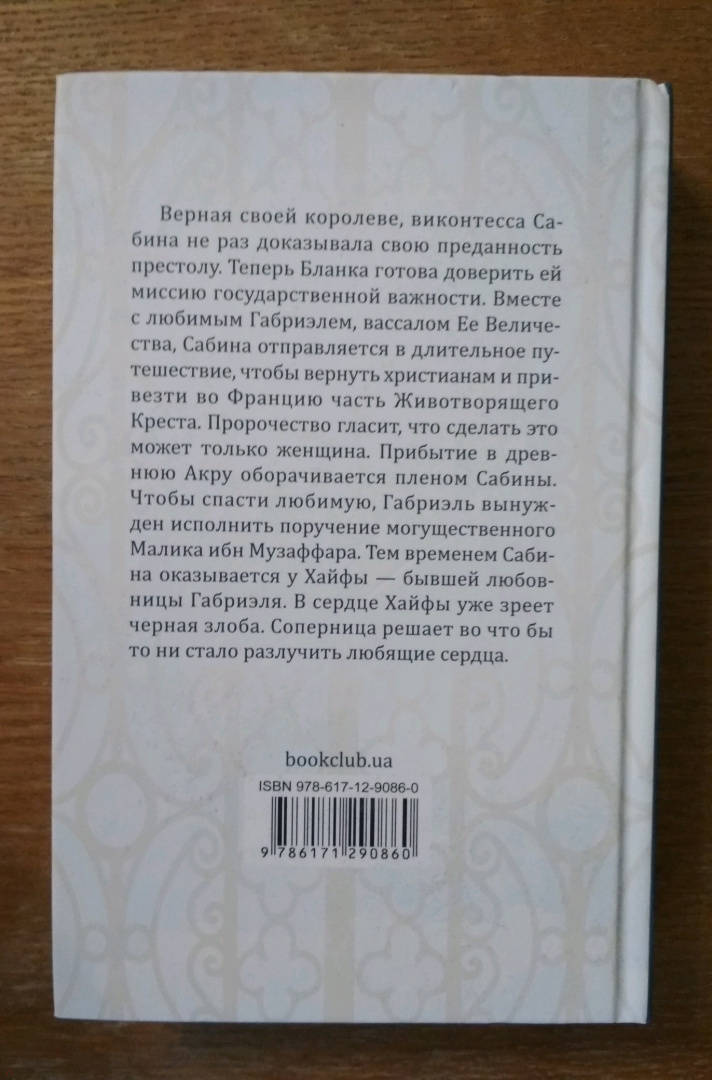 Верная своей королеве, виконтесса Са-
бина не раз доказывала свою преданность
престолу. Теперь Бланка готова доверить ей
миссию государственной важности. Вместе
с любимым Габриэлем, вассалом Ее Величе-
ства, Сабина отправляется в длительное пу-
тешествие, чтобы вернуть христианам и при-
везти во Францию часть Животворящего
Креста. Пророчество гласит, что сделать это
может только женщина. Прибытие в древ-
нюю Акру оборачивается пленом Сабины.
Чтобы спасти любимую, Габриэль вынуж-
ден исполнить поручение могущественного
Малика ибн Музаффара. Тем временем Саби-
на оказывается у Хайфы — бывшей любов-
ницы Габриэля. В сердце Хайфы уже зреет
черная злоба. Соперница решает во что бы
то ни стало разлучить любящие сердца.
bookclub.ua
ISBN 978-617-12-9086-0
9 786171 290860